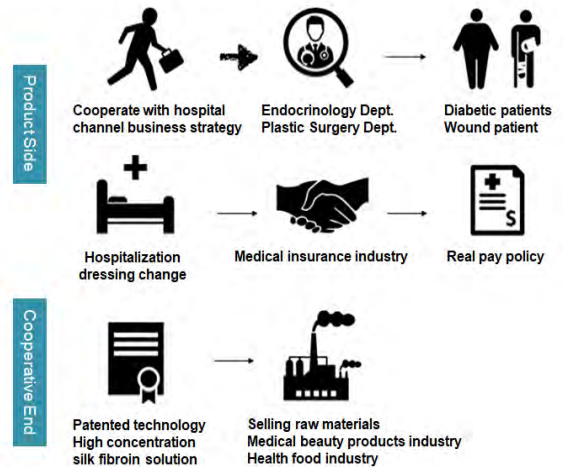 Product Side
Cooperate with hospital
channel business strategy
Endocrinology Dept.
Plastic Surgery Dept.
Diabetic patients
Wound patient
Hospitalization
dressing change
Medical insurance industry
$
Real pay policy
Cooperative End
Patented technology
High concentration
silk fibroin solution
Selling raw materials
Medical beauty products industry
Health food industry